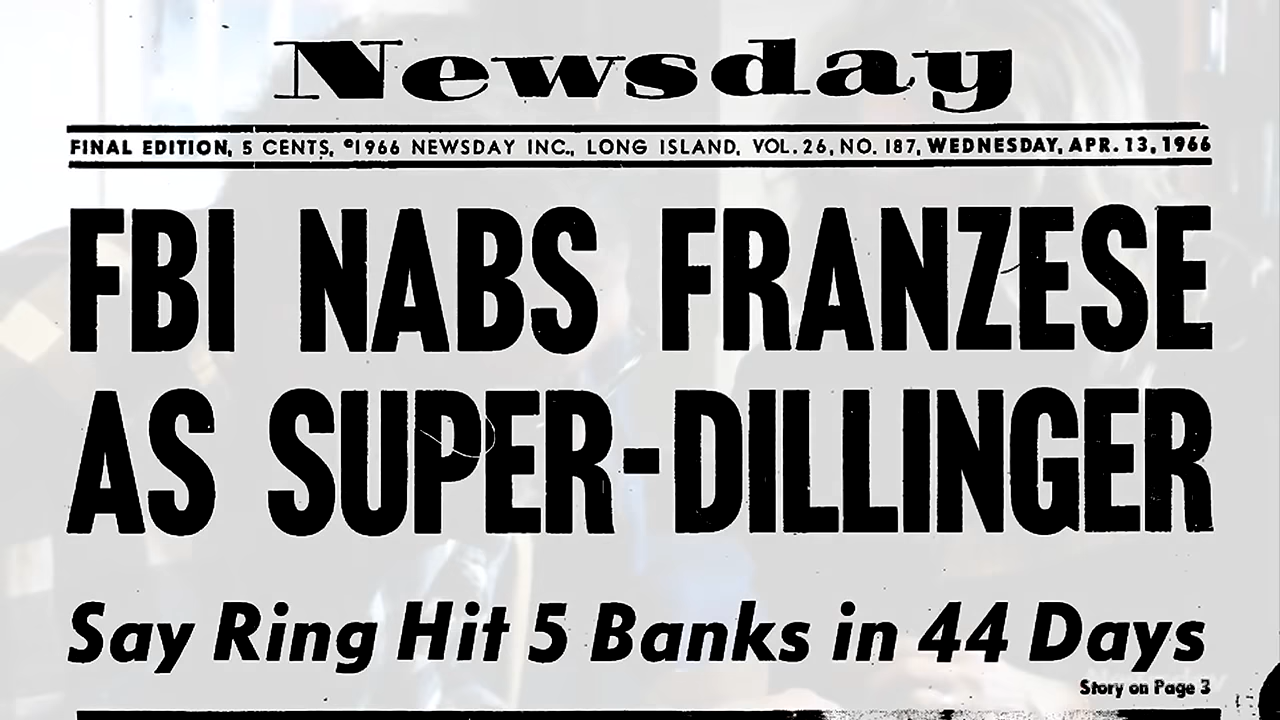 Newsday
FINAL EDITION, 5 CENTS, ©1966 NEWSDAY INC., LONG ISLAND, VOL. 26, NO. 187, WEDNESDAY, APR. 13, 1966
FBI NABS FRANZESE
AS SUPER-DILLINGER
Say Ring Hit 5 Banks in 44 Days
Story on Page 3